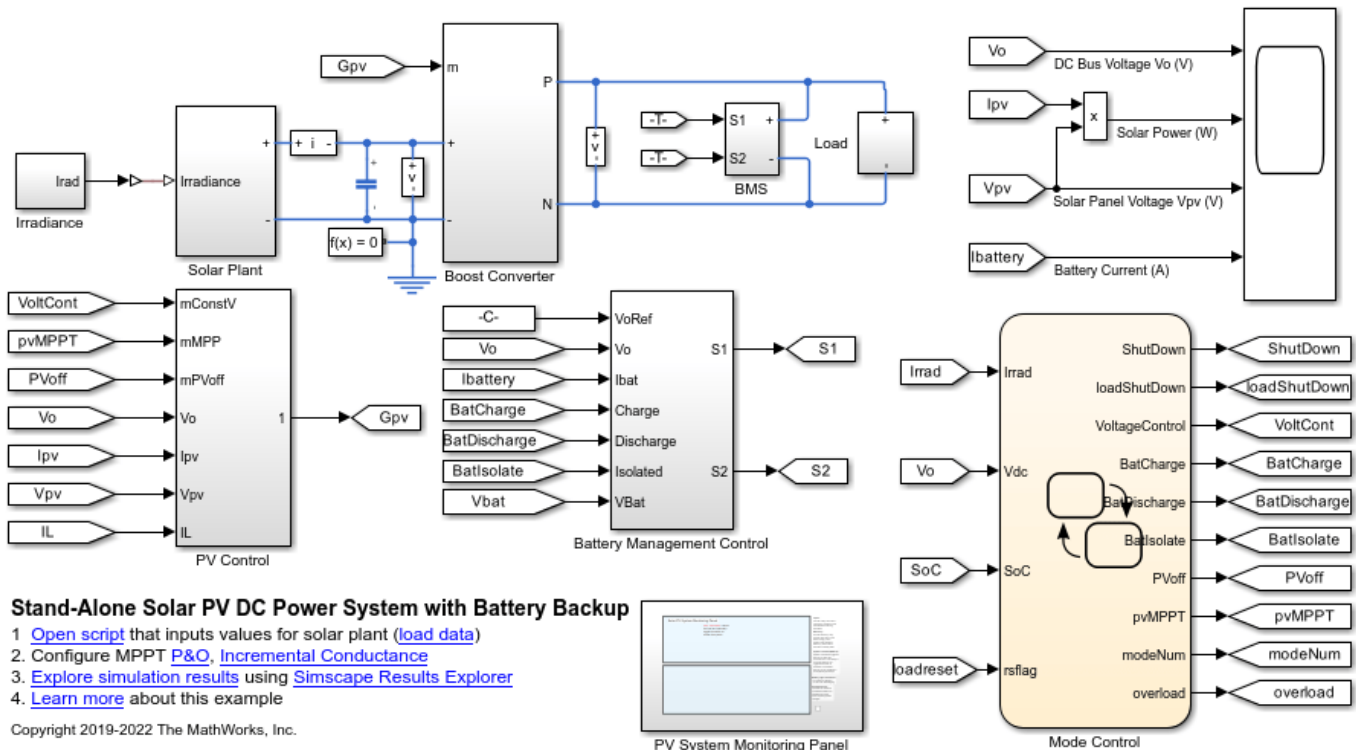 Irad
Irradiance
Irradiance
+
-
Solar Plant
+ i -
+
-
+
v
-
f(x) = 0
Gpv
m
+
-
P
N
Boost Converter
+
v
-
-T-
-T-
S1
S2
+
-
BMS
Load
+
-
Vo
DC Bus Voltage Vo (V)
Ipv
x
Solar Power (W)
Vpv
Solar Panel Voltage Vpv (V)
Ibattery
Battery Current (A)
VoltCont
mConstV
pvMPPT
mMPP
PVoff
mPVoff
Vo
Vo
1
Gpv
Ipv
Ipv
Vpv
Vpv
IL
IL
PV Control
-C-
VoRef
Vo
Vo
S1
S1
Ibattery
Ibat
BatCharge
Charge
BatDischarge
Discharge
BatIsolate
Isolated
S2
S2
Vbat
VBat
Battery Management Control
Irrad
Irrad
Vo
Vdc
SoC
SoC
loadreset
rsflag
ShutDown
ShutDown
loadShutDown
loadShutDown
VoltageControl
VoltCont
BatCharge
BatCharge
BatDischarge
BatDischarge
BatIsolate
BatIsolate
PVoff
PVoff
pvMPPT
pvMPPT
modeNum
modeNum
overload
overload
Mode Control
Stand-Alone Solar PV DC Power System with Battery Backup
1 Open script that inputs values for solar plant (load data)
2. Configure MPPT P&O, Incremental Conductance
3. Explore simulation results using Simscape Results Explorer
4. Learn more about this example
Copyright 2019-2022 The MathWorks, Inc.
PV System Monitoring Panel